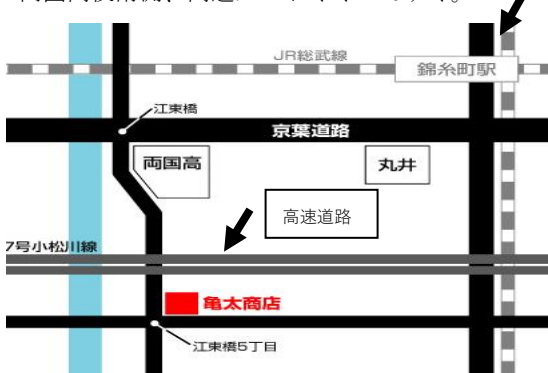 JR総武線
錦糸町駅
江東橋
京葉道路
両国高
丸井
高速道路
7号小松川線
亀太商店
江東橋5丁目